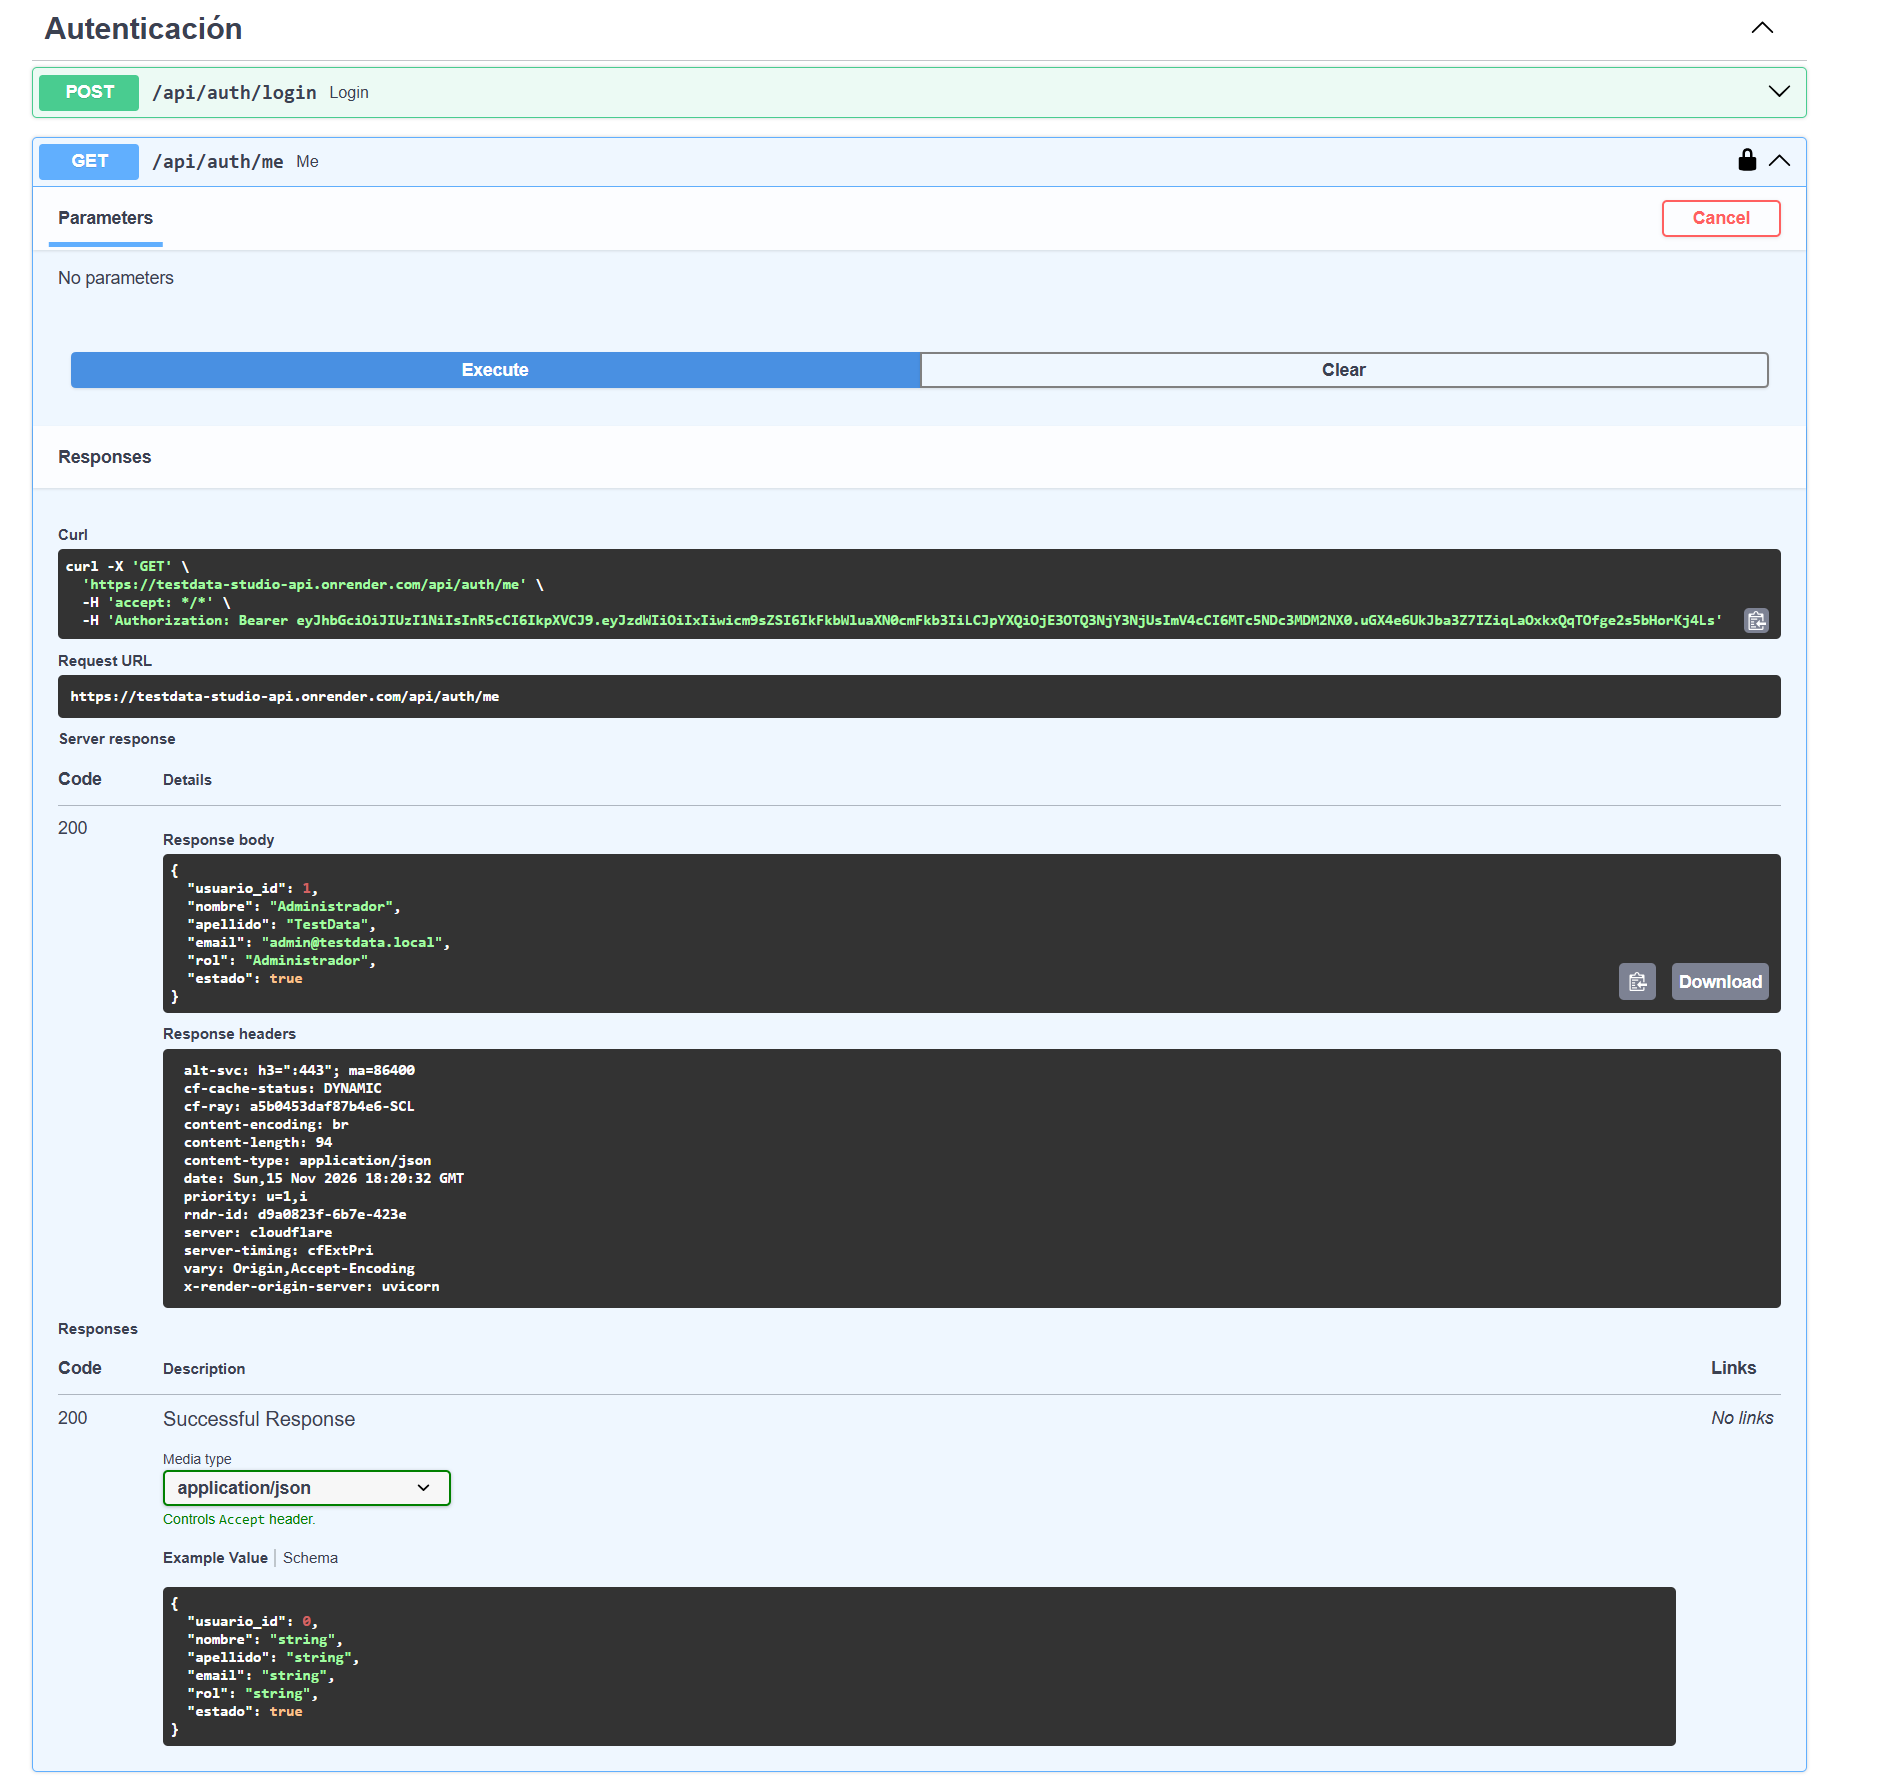 Autenticación
POST /api/auth/login Login
GET /api/auth/me Me
Parameters
Cancel
No parameters
Execute
Clear
Responses
Curl
curl -X 'GET' \
'https://testdata-studio-api.onrender.com/api/auth/me' \
-H 'accept: */*' \
-H 'Authorization: Bearer eyJhbGciOiJIUzI1NiIsInR5cCI6IkpXVCJ9.eyJzdWIiOiIxIiwicm9sZSI6IkFkbWluaXN0cmFkb3IiLCJpYXQiOjE3OTQ3NjY3NjUsImV4cCI6MTc5NDc3MDM2NX0.uGX4e6UkJba3Z7IZiqLaOxkxQqTOfge2s5bHorKj4Ls'
Request URL
https://testdata-studio-api.onrender.com/api/auth/me
Server response
Code Details
200
Response body
{
"usuario_id": 1,
"nombre": "Administrador",
"apellido": "TestData",
"email": "admin@testdata.local",
"rol": "Administrador",
"estado": true
}
Download
Response headers
alt-svc: h3=":443"; ma=86400
cf-cache-status: DYNAMIC
cf-ray: a5b0453daf87b4e6-SCL
content-encoding: br
content-length: 94
content-type: application/json
date: Sun,15 Nov 2026 18:20:32 GMT
priority: u=1,i
rndr-id: d9a0823f-6b7e-423e
server: cloudflare
server-timing: cfExtPri
vary: Origin,Accept-Encoding
x-render-origin-server: uvicorn
Responses
Code Description Links
200 Successful Response No links
Media type
application/json
Controls Accept header.
Example Value Schema
{
"usuario_id": 0,
"nombre": "string",
"apellido": "string",
"email": "string",
"rol": "string",
"estado": true
}